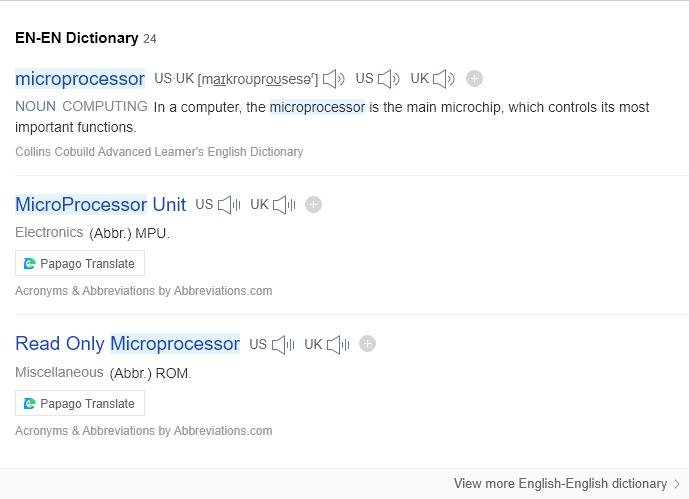 EN-EN Dictionary 24
microprocessor US·UK [maɪkroʊproʊsesəʳ] US UK
NOUN COMPUTING In a computer, the microprocessor is the main microchip, which controls its most
important functions.
Collins Cobuild Advanced Learner's English Dictionary
MicroProcessor Unit US UK
Electronics (Abbr.) MPU.
Papago Translate
Acronyms & Abbreviations by Abbreviations.com
Read Only Microprocessor US UK
Miscellaneous (Abbr.) ROM.
Papago Translate
Acronyms & Abbreviations by Abbreviations.com
View more English-English dictionary